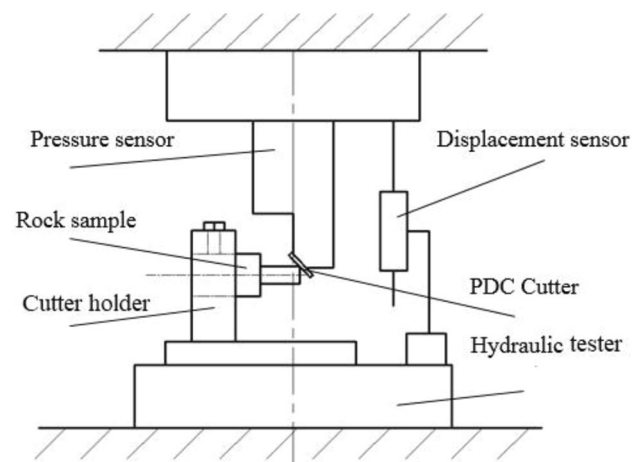 Pressure sensor
Displacement sensor
Rock sample
PDC Cutter
Cutter holder
Hydraulic tester